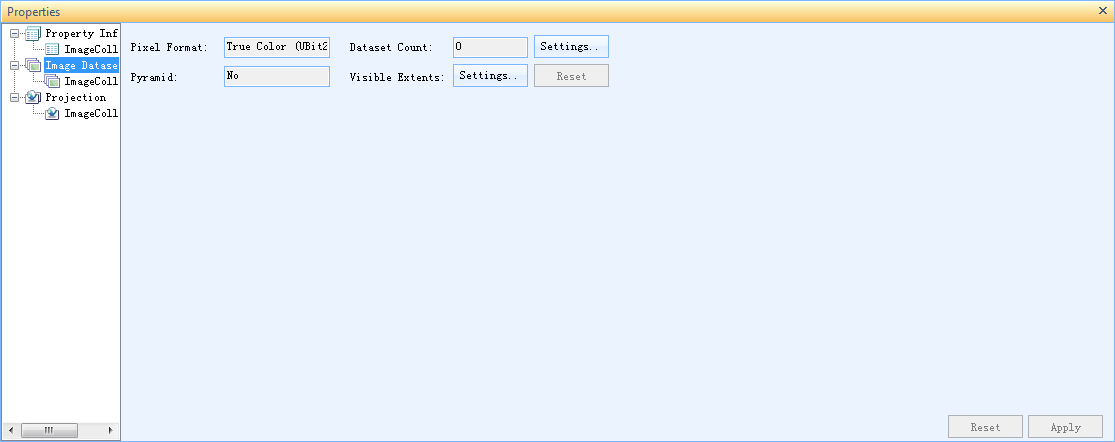 Properties
Property Inf
ImageColl
Image Datase
ImageColl
Projection
ImageColl
Pixel Format: True Color (UBit2 Dataset Count: 0 Settings..
Pyramid: No Visible Extents: Settings.. Reset
Reset Apply